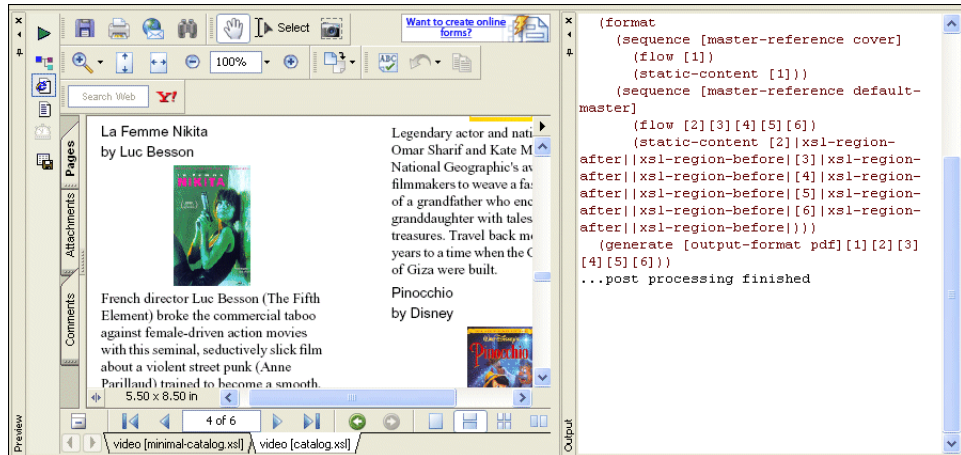 Select
Want to create online
forms?
100%
ABC
Search Web
Y!
Pages
Attachments
Comments
La Femme Nikita
by Luc Besson
NIKITA
French director Luc Besson (The Fifth
Element) broke the commercial taboo
against female-driven action movies
with this seminal, seductively slick film
about a violent street punk (Anne
Parillaud) trained to become a smooth,
Legendary actor and nati
Omar Sharif and Kate M
National Geographic's av
filmmakers to weave a fas
of a grandfather who enc
granddaughter with tales
treasures. Travel back mo
years to a time when the G
of Giza were built.
Pinocchio
by Disney
Pinocchio
5.50 x 8.50 in
4 of 6
Preview
video [minimal-catalog.xsl]
video [catalog.xsl]
Output
(format
(sequence [master-reference cover]
(flow [1])
(static-content [1]))
(sequence [master-reference default-
master]
(flow [2][3][4][5][6])
(static-content [2]|xsl-region-
after||xsl-region-before|[3]|xsl-region-
after||xsl-region-before|[4]|xsl-region-
after||xsl-region-before|[5]|xsl-region-
after||xsl-region-before|[6]|xsl-region-
after||xsl-region-before|)))
(generate [output-format pdf][1][2][3]
[4][5][6]))
...post processing finished